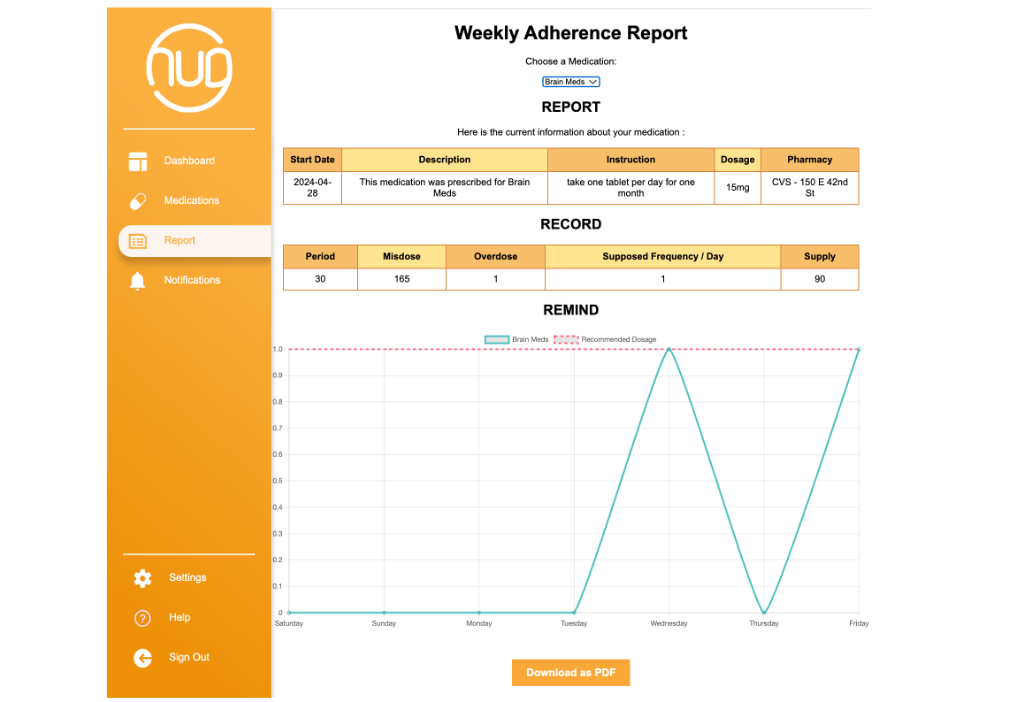 hug
Dashboard
Medications
Report
Notifications
Settings
Help
Sign Out
Weekly Adherence Report
Choose a Medication:
Brain Meds
REPORT
Here is the current information about your medication :
Start Date Description Instruction Dosage Pharmacy
2024-04-
28
This medication was prescribed for Brain
Meds
take one tablet per day for one
month
15mg
CVS - 150 E 42nd
St
RECORD
Period Misdose Overdose Supposed Frequency / Day Supply
30 165 1 1 90
REMIND
Brain Meds Recommended Dosage
1.0
0.9
0.8
0.7
0.6
0.5
0.4
0.3
0.2
0.1
0
Saturday Sunday Monday Tuesday Wednesday Thursday Friday
Download as PDF